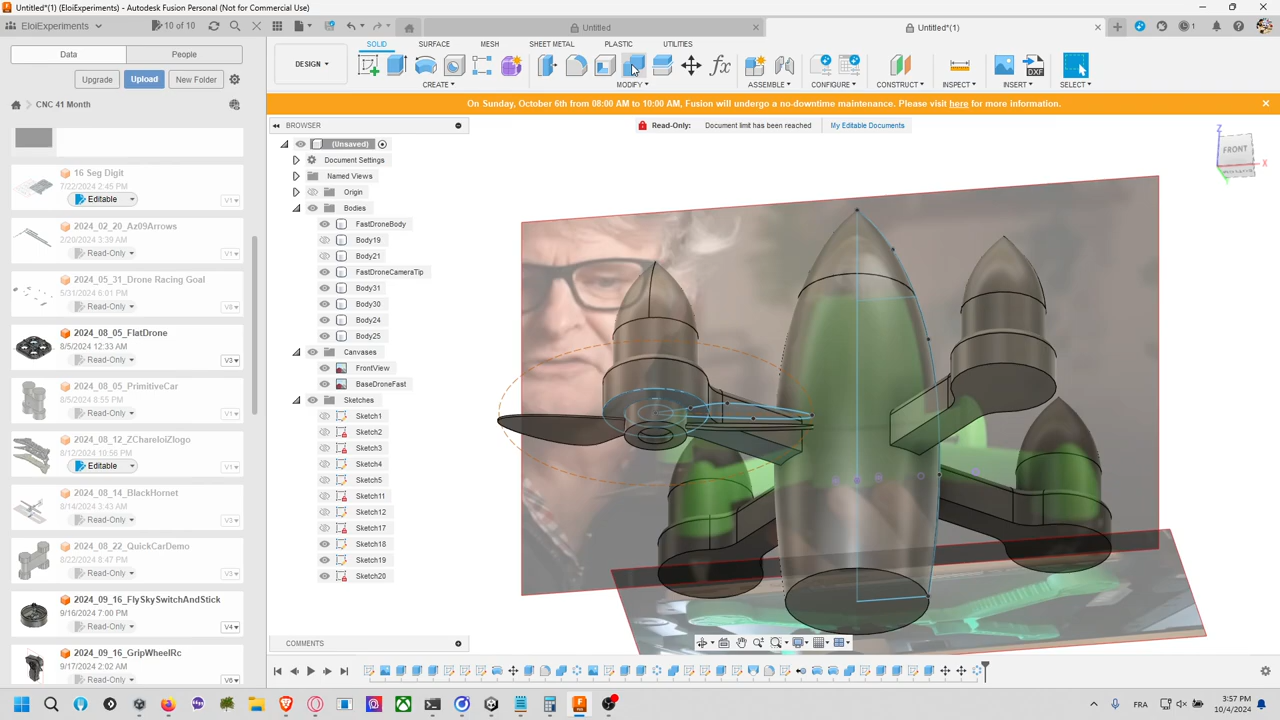 Untitled*(1) (EloiExperiments) - Autodesk Fusion Personal (Not for Commercial Use)
EloiExperiments
10 of 10
Untitled
Untitled*(1)
1
Data
People
SOLID
SURFACE
MESH
SHEET METAL
PLASTIC
UTILITIES
DESIGN
Upgrade
Upload
New Folder
CREATE
MODIFY
ASSEMBLE
CONFIGURE
CONSTRUCT
INSPECT
INSERT
SELECT
CNC 41 Month
On Sunday, October 6th from 08:00 AM to 10:00 AM, Fusion will undergo a no-downtime maintenance. Please visit here for more information.
BROWSER
Read-Only:
Document limit has been reached
My Editable Documents
(Unsaved)
Document Settings
Named Views
Origin
Bodies
FastDroneBody
Body19
Body21
FastDroneCameraTip
Body31
Body30
Body24
Body25
Canvases
FrontView
BaseDroneFast
Sketches
Sketch1
Sketch2
Sketch3
Sketch4
Sketch5
Sketch11
Sketch12
Sketch17
Sketch18
Sketch19
Sketch20
16 Seg Digit
7/22/2024 2:45 PM
Editable
V1
2024_02_20_Az09Arrows
2/20/2024 3:39 AM
Read-Only
V1
2024_05_31_Drone Racing Goal
5/31/2024 6:01 PM
Read-Only
V8
2024_08_05_FlatDrone
8/5/2024 12:33 AM
Read-Only
V3
2024_08_05_PrimitiveCar
8/5/2024 8:55 PM
Read-Only
2024_08_12_ZChareloiZlogo
8/12/2024 10:56 PM
Editable
2024_08_14_BlackHornet
8/14/2024 3:43 AM
Read-Only
2024_08_22_QuickCarDemo
8/22/2024 8:47 PM
Read-Only
2024_09_16_FlySkySwitchAndStick
9/16/2024 7:00 PM
Read-Only
V4
9/17/2024 2:02 AM
Read-Only
Z
FRONT
X
COMMENTS
FRA
3:57 PM
10/4/2024